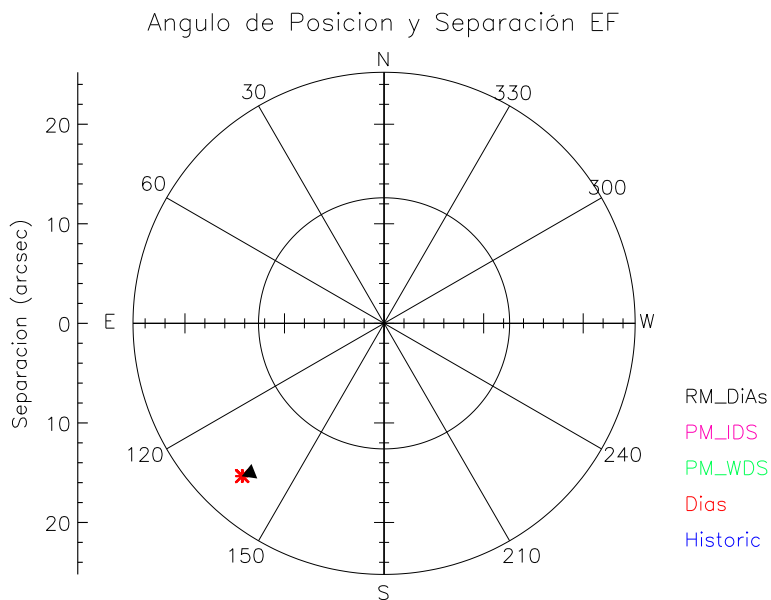 Angulo de Posicion y Separación EF
N
30
330
60
300
20
10
0
10
20
Separacion (arcsec)
E
W
120
240
150
210
S
RM_DiAs
PM_IDS
PM_WDS
Dias
Historic